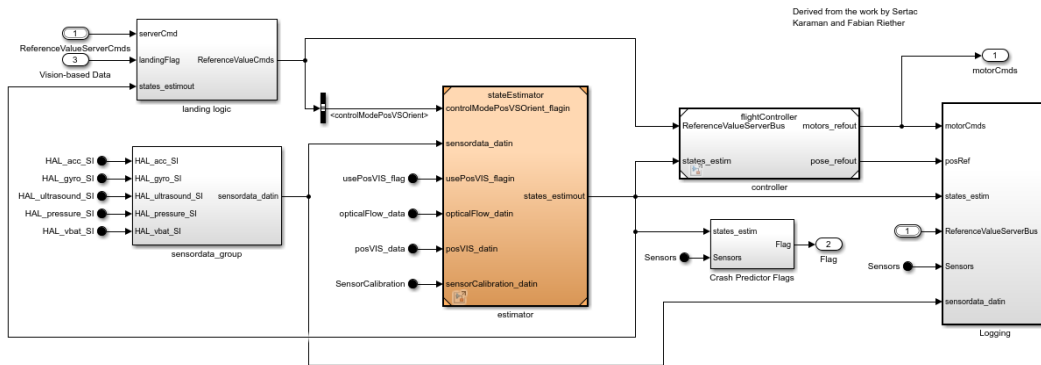 Derived from the work by Sertac
Karaman and Fabian Riether
1
ReferenceValueServerCmds
3
Vision-based Data
serverCmd
landingFlag
ReferenceValueCmds
states_estimout
landing logic
<controlModePosVSOrient>
HAL_acc_SI
HAL_gyro_SI
HAL_ultrasound_SI
HAL_pressure_SI
HAL_vbat_SI
HAL_acc_SI
HAL_gyro_SI
HAL_ultrasound_SI
HAL_pressure_SI
HAL_vbat_SI
sensordata_datin
sensordata_group
usePosVIS_flag
opticalFlow_data
posVIS_data
SensorCalibration
stateEstimator
controlModePosVSOrient_flagin
sensordata_datin
usePosVIS_flagin
states_estimout
opticalFlow_datin
posVIS_datin
sensorCalibration_datin
estimator
flightController
ReferenceValueServerBus
motors_refout
states_estim
pose_refout
controller
1
motorCmds
states_estim
Flag
Sensors
Sensors
Crash Predictor Flags
2
Flag
motorCmds
posRef
states_estim
1
ReferenceValueServerBus
Sensors
Sensors
sensordata_datin
Logging